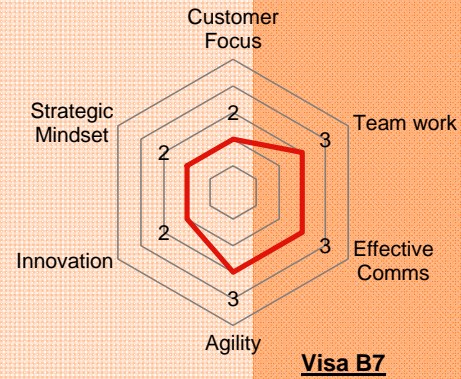 Customer
Focus
2
Strategic
Mindset
Team work
3
2
2
3
Innovation
Effective
Comms
3
Agility
Visa B7